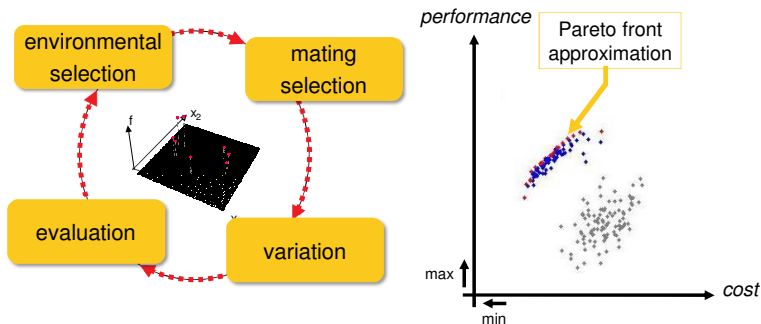 environmental
selection
mating
selection
f
x2
evaluation
variation
performance
Pareto front
approximation
max
min
cost